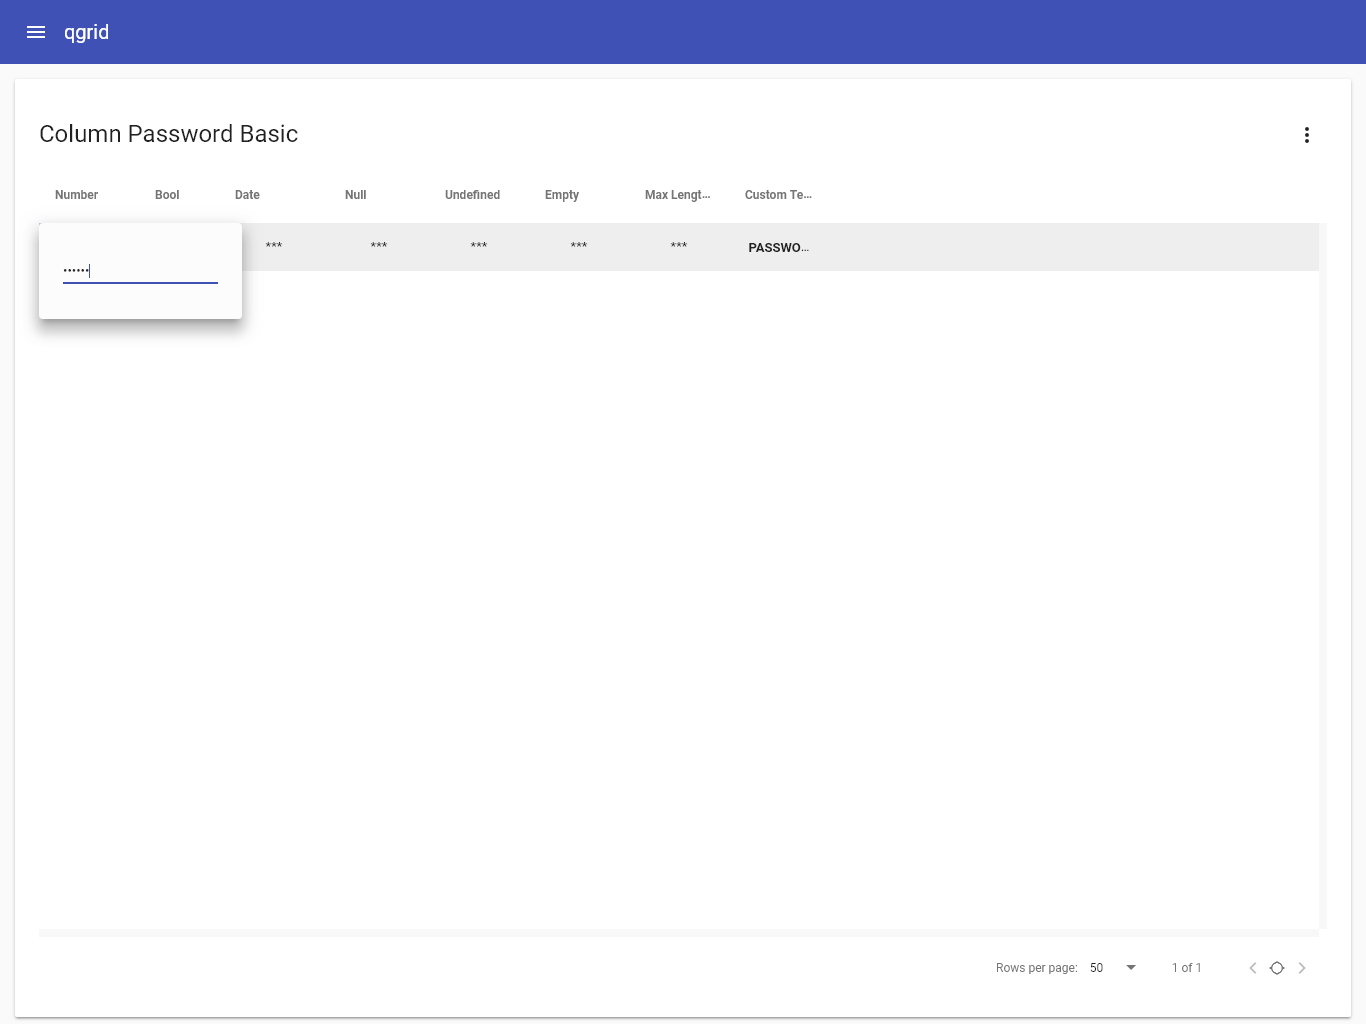 qgrid
Column Password Basic
Number Bool Date Null Undefined Empty Max Lengt… Custom Te…
*** *** *** *** *** PASSWO…
••••••
Rows per page: 50 1 of 1